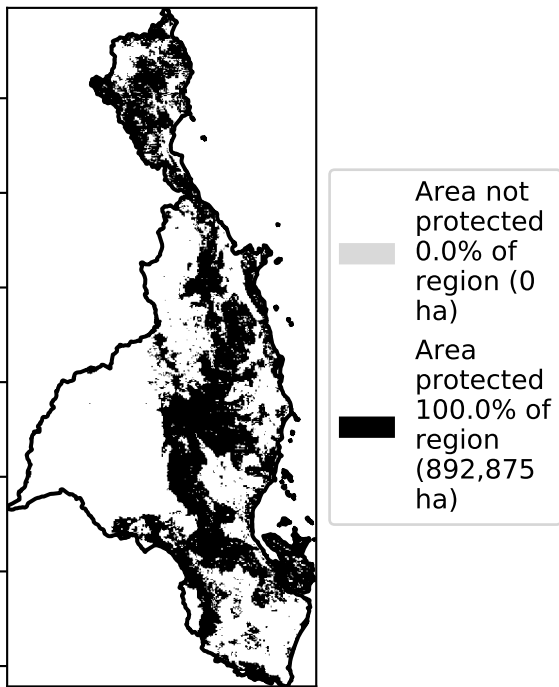 Area not
protected
0.0% of
region (0
ha)
Area
protected
100.0% of
region
(892,875
ha)